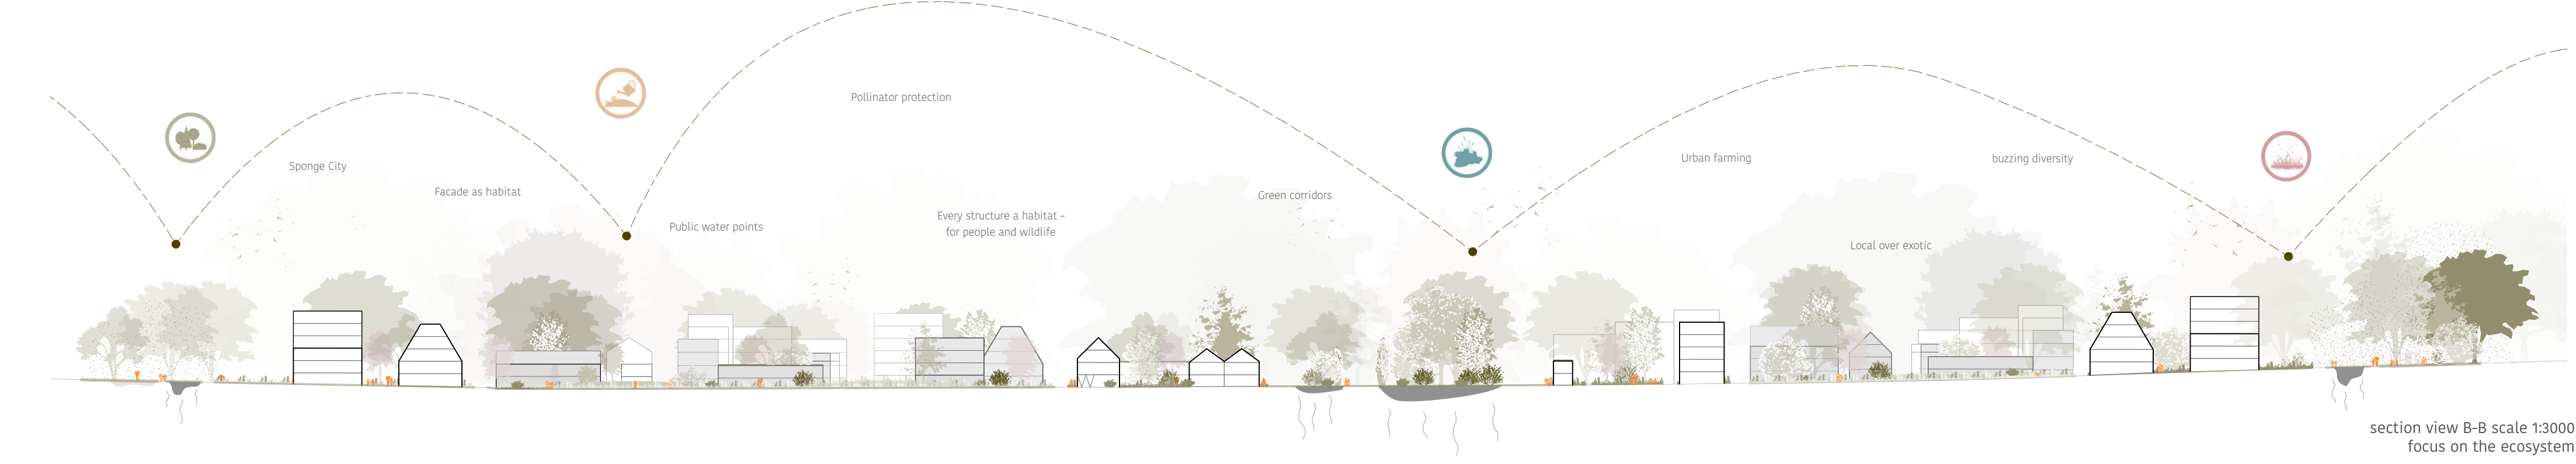 Pollinator protection
Sponge City
Facade as habitat
Public water points
Every structure a habitat –
for people and wildlife
Green corridors
Urban farming
buzzing diversity
Local over exotic
section view B-B scale 1:3000
focus on the ecosystem